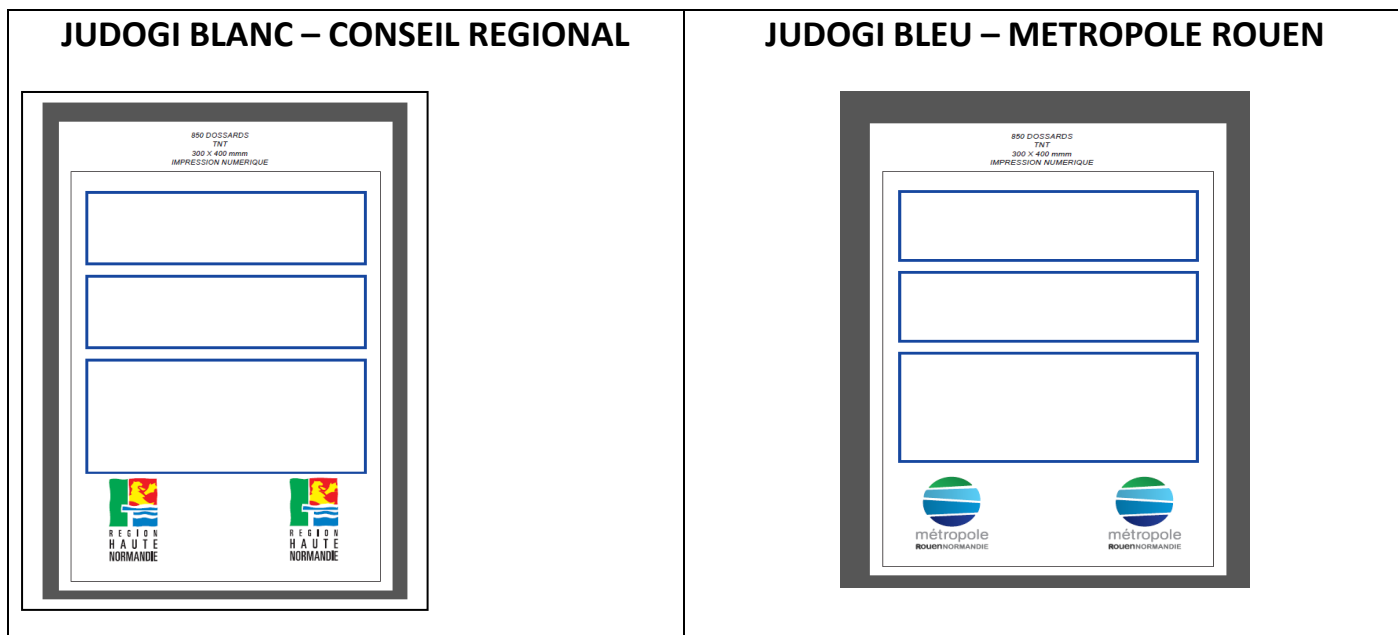 JUDOGI BLANC – CONSEIL REGIONAL
850 DOSSARDS
TNT
300 X 400 mmm
IMPRESSION NUMERIQUE
REGION
HAUTE
NORMANDIE
REGION
HAUTE
NORMANDIE
JUDOGI BLEU – METROPOLE ROUEN
850 DOSSARDS
TNT
300 X 400 mmm
IMPRESSION NUMERIQUE
métropole
ROUENNORMANDIE
métropole
ROUENNORMANDIE